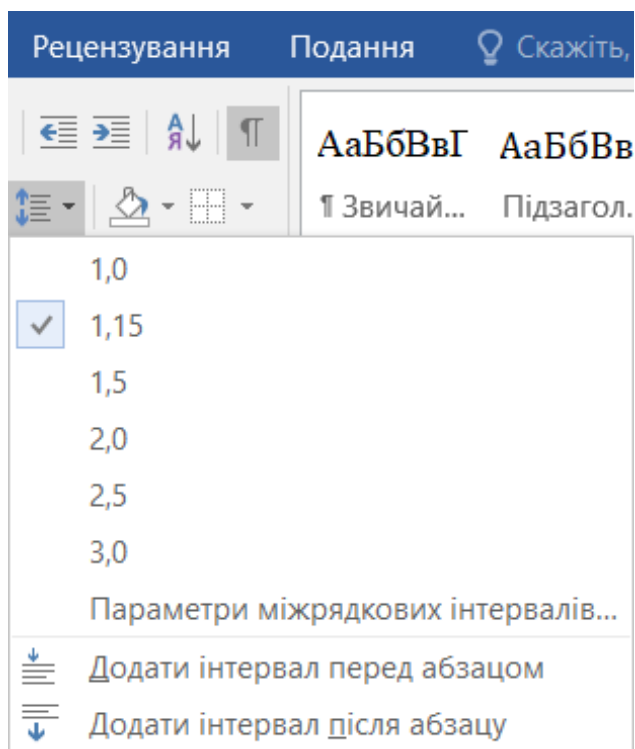 Рецензування Подання Скажіть,
А
Я
¶
АаБбВвГ АаБбВв
¶ Звичай... Підзагол.
1,0
1,15
1,5
2,0
2,5
3,0
Параметри міжрядкових інтервалів...
Додати інтервал перед абзацом
Додати інтервал після абзацу